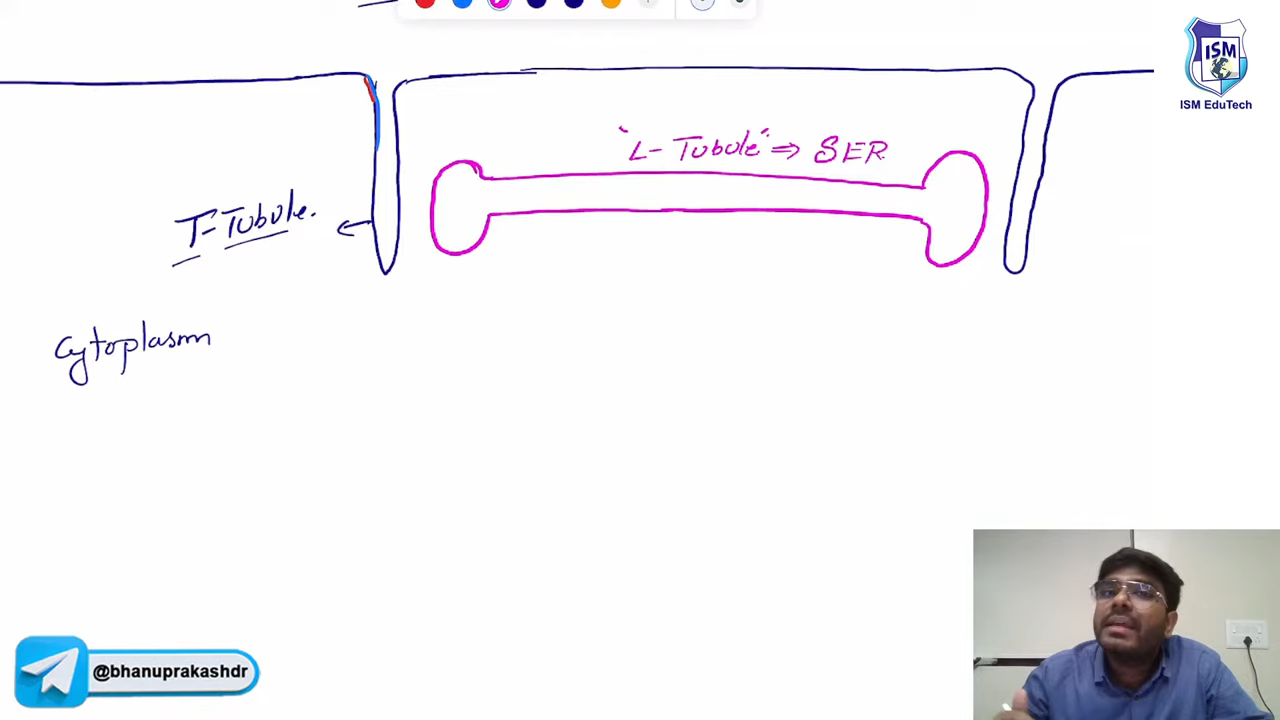 ISM
ISM EduTech
"L-Tubule" ⇒ SER
T-Tubule.
Cytoplasm
@bhanuprakashdr